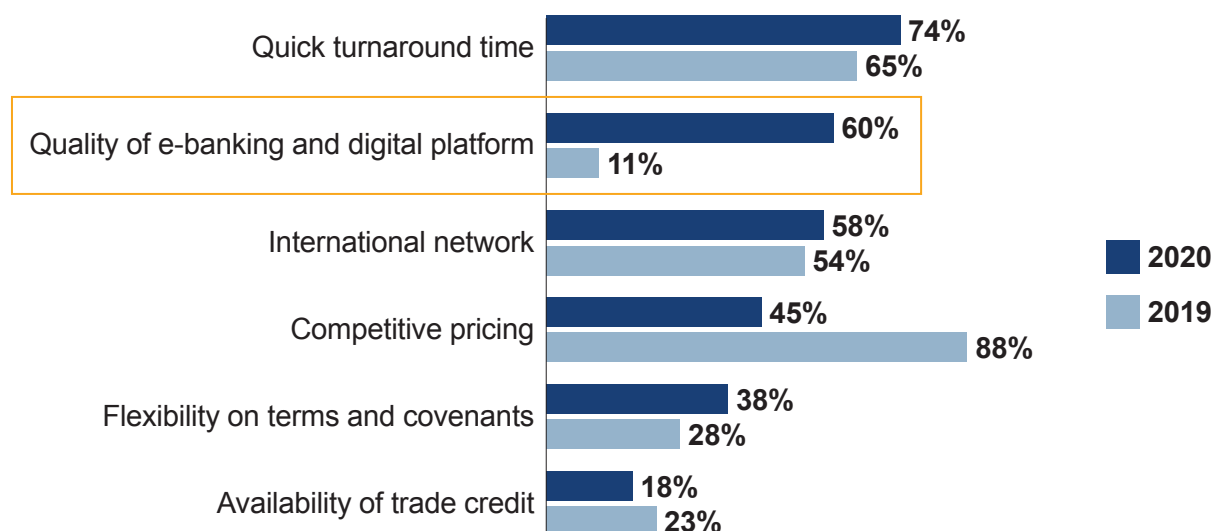 Quick turnaround time
74%
65%
Quality of e-banking and digital platform
60%
11%
International network
58%
54%
2020
2019
Competitive pricing
45%
88%
Flexibility on terms and covenants
38%
28%
Availability of trade credit
18%
23%